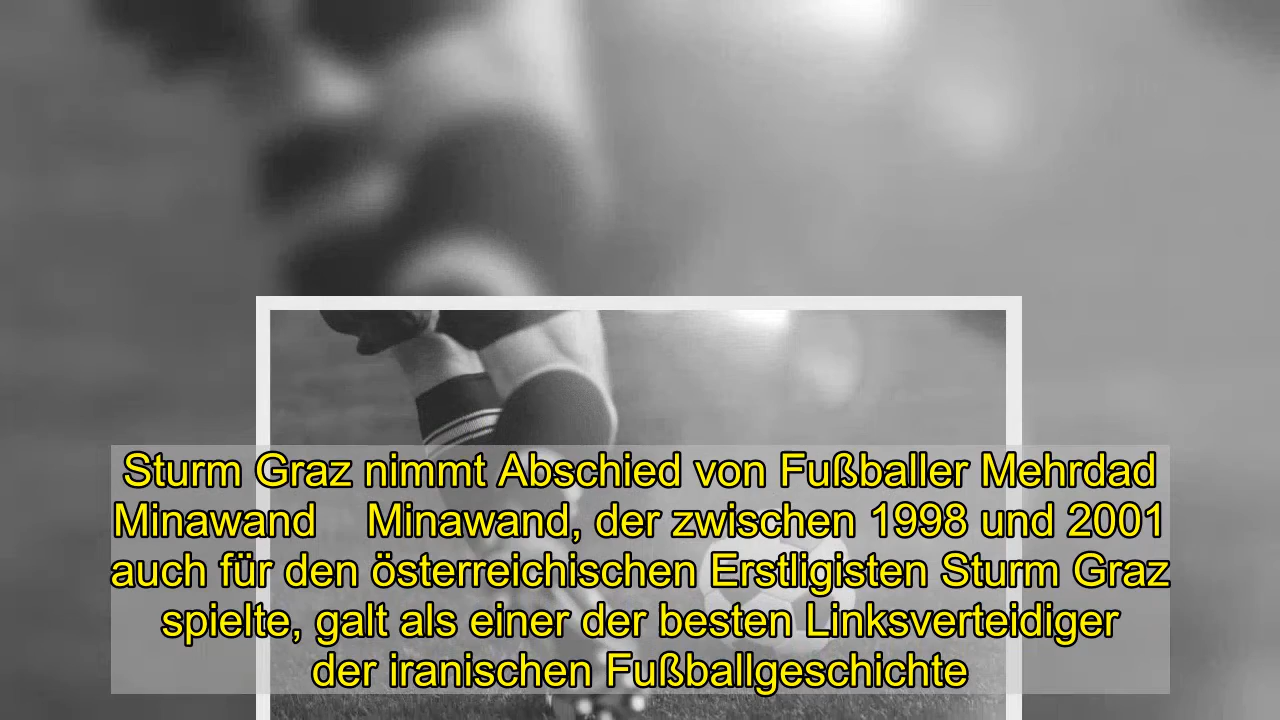 Sturm Graz nimmt Abschied von Fußballer Mehrdad
Minawand    Minawand, der zwischen 1998 und 2001
auch für den österreichischen Erstligisten Sturm Graz
spielte, galt als einer der besten Linksverteidiger
der iranischen Fußballgeschichte